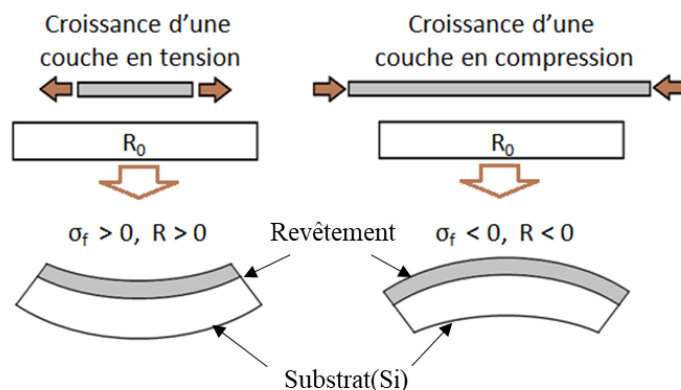 Croissance d'une
couche en tension
Croissance d'une
couche en compression
R₀
R₀
σf > 0, R > 0
Revêtement
σf < 0, R < 0
Substrat(Si)